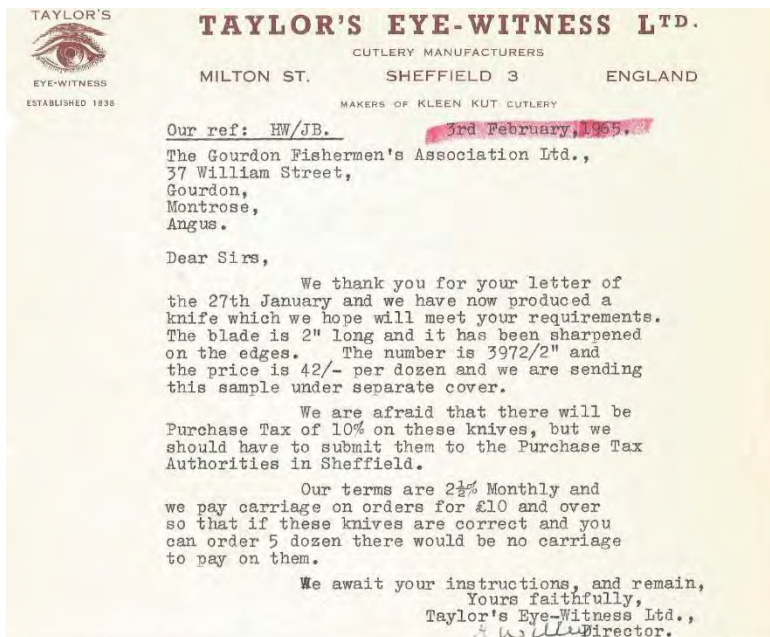 TAYLOR'S
EYE-WITNESS
ESTABLISHED 1838
TAYLOR'S EYE-WITNESS LTD.
CUTLERY MANUFACTURERS
MILTON ST. SHEFFIELD 3 ENGLAND
MAKERS OF KLEEN KUT CUTLERY
Our ref: HW/JB. 3rd February, 1965.
The Gourdon Fishermen's Association Ltd.,
37 William Street,
Gourdon,
Montrose,
Angus.
Dear Sirs,
We thank you for your letter of
the 27th January and we have now produced a
knife which we hope will meet your requirements.
The blade is 2" long and it has been sharpened
on the edges. The number is 3972/2" and
the price is 42/- per dozen and we are sending
this sample under separate cover.
We are afraid that there will be
Purchase Tax of 10% on these knives, but we
should have to submit them to the Purchase Tax
Authorities in Sheffield.
Our terms are 2½% Monthly and
we pay carriage on orders for £10 and over
so that if these knives are correct and you
can order 5 dozen there would be no carriage
to pay on them.
We await your instructions, and remain,
Yours faithfully,
Taylor's Eye-Witness Ltd.,
Director.